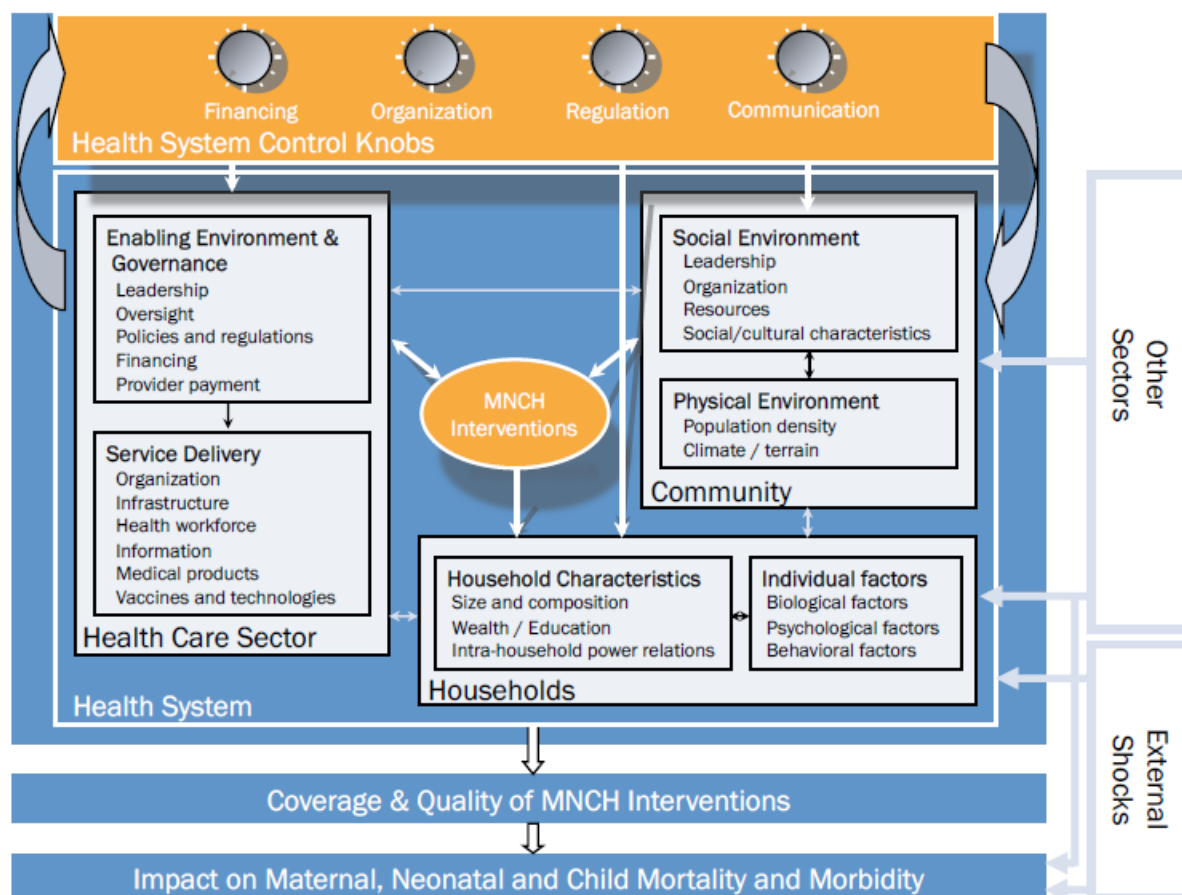 Financing
Organization
Regulation
Communication
Health System Control Knobs
Enabling Environment &
Governance
Leadership
Oversight
Policies and regulations
Financing
Provider payment
Service Delivery
Organization
Infrastructure
Health workforce
Information
Medical products
Vaccines and technologies
Health Care Sector
MNCH
Interventions
Social Environment
Leadership
Organization
Resources
Social/cultural characteristics
Physical Environment
Population density
Climate / terrain
Community
Household Characteristics
Size and composition
Wealth / Education
Intra-household power relations
Individual factors
Biological factors
Psychological factors
Behavioral factors
Households
Health System
Other
Sectors
External
Shocks
Coverage & Quality of MNCH Interventions
Impact on Maternal, Neonatal and Child Mortality and Morbidity